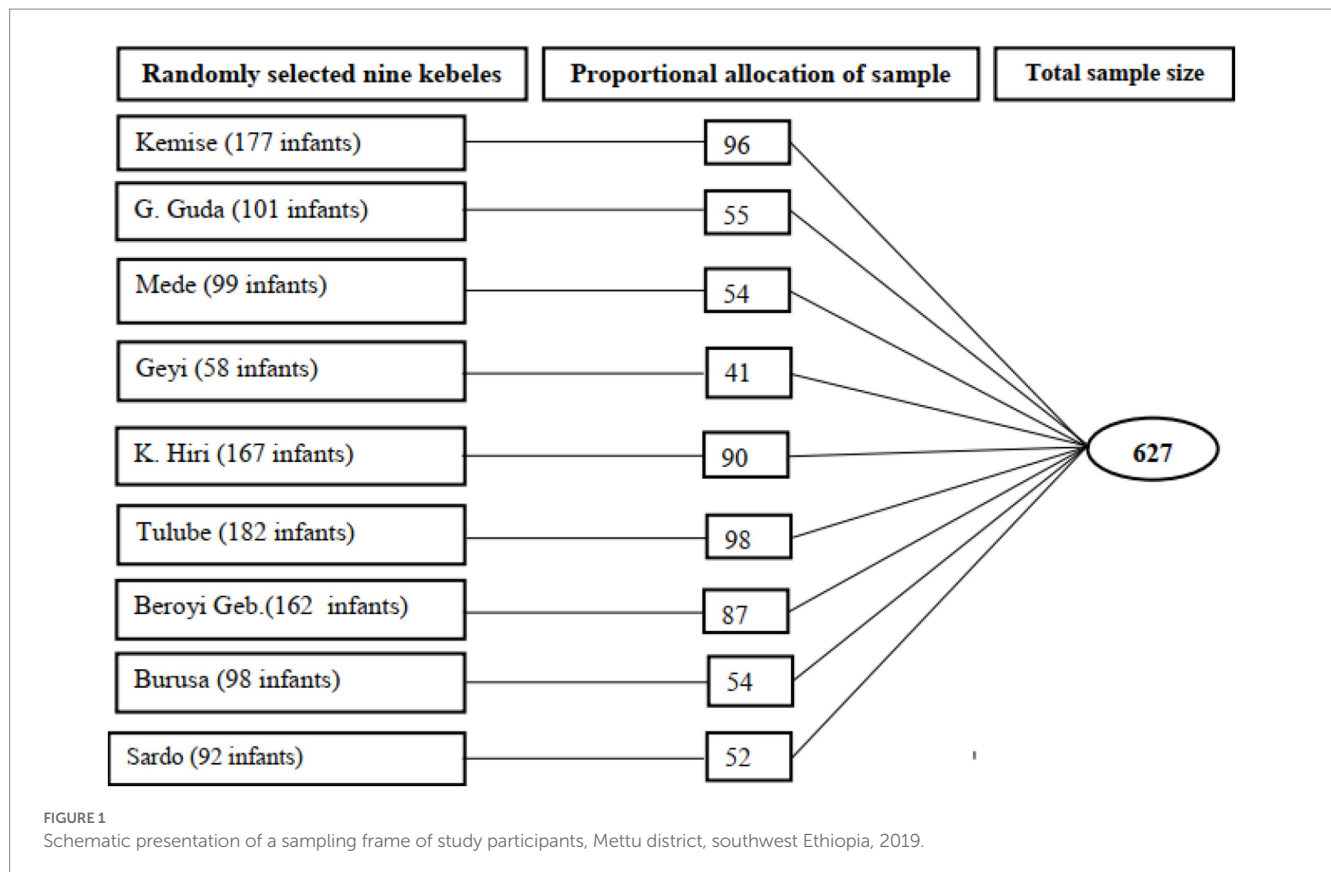 Randomly selected nine kebeles
Proportional allocation of sample
Total sample size
Kemise (177 infants)
96
G. Guda (101 infants)
55
Mede (99 infants)
54
Geyi (58 infants)
41
K. Hiri (167 infants)
90
627
Tulube (182 infants)
98
Beroyi Geb.(162 infants)
87
Burusa (98 infants)
54
Sardo (92 infants)
52
FIGURE 1
Schematic presentation of a sampling frame of study participants, Mettu district, southwest Ethiopia, 2019.